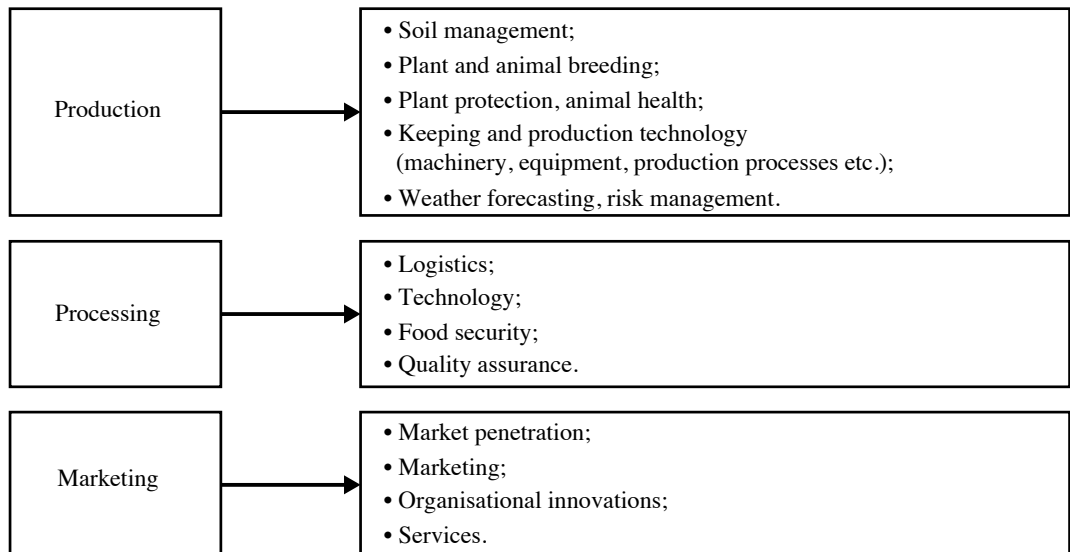 Production
• Soil management;
• Plant and animal breeding;
• Plant protection, animal health;
• Keeping and production technology
(machinery, equipment, production processes etc.);
• Weather forecasting, risk management.
Processing
• Logistics;
• Technology;
• Food security;
• Quality assurance.
Marketing
• Market penetration;
• Marketing;
• Organisational innovations;
• Services.